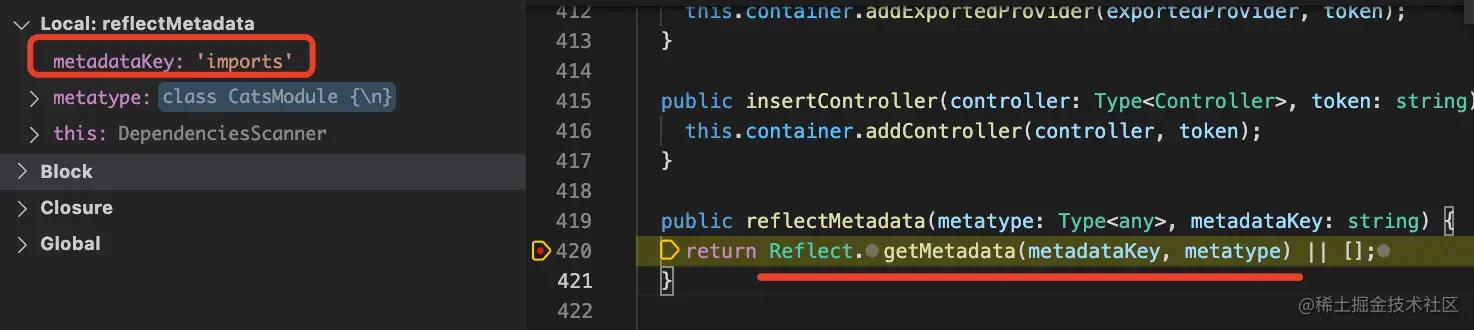 Local: reflectMetadata
metadataKey: 'imports'
metatype: class CatsModule {\n}
this: DependenciesScanner
Block
Closure
Global
412 this.container.addExportedProvider(exportedProvider, token);
413 }
414
415 public insertController(controller: Type<Controller>, token: string)
416 this.container.addController(controller, token);
417 }
418
419 public reflectMetadata(metatype: Type<any>, metadataKey: string) {
420 return Reflect. getMetadata(metadataKey, metatype) || [];
421 }
422
@稀土掘金技术社区